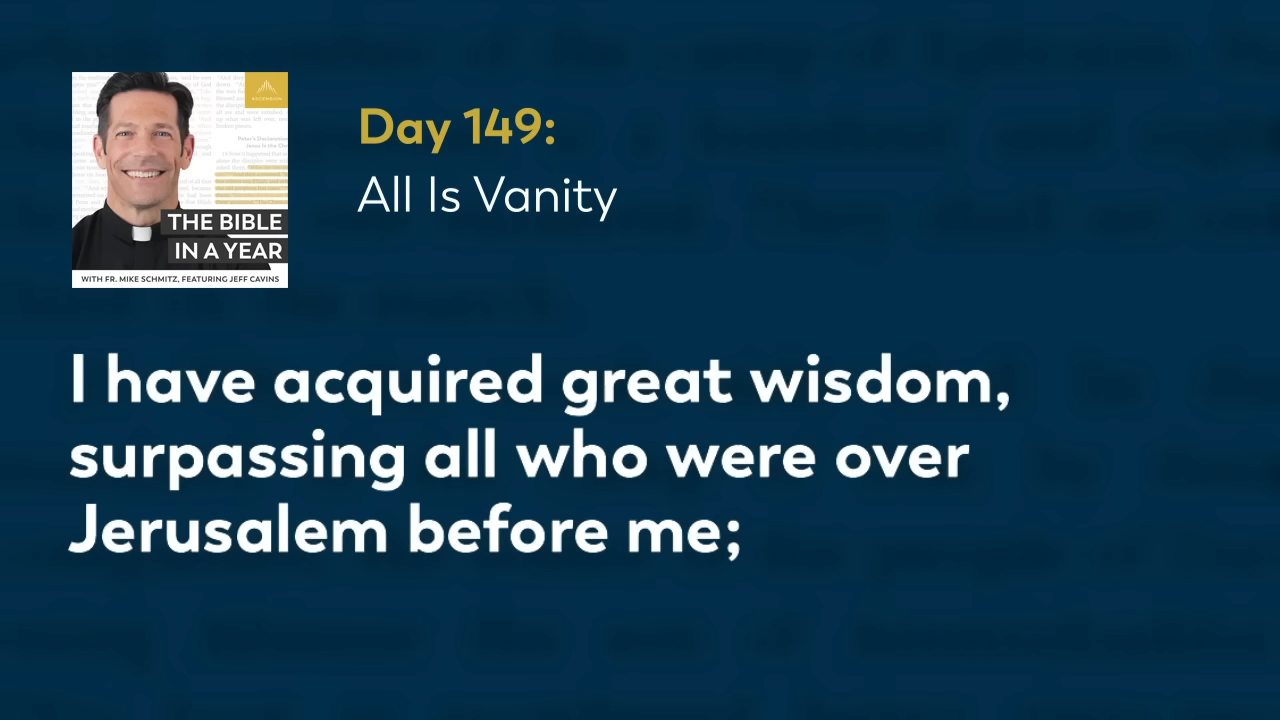 Day 149:
All Is Vanity
ASCENSION
THE BIBLE
IN A YEAR
WITH FR. MIKE SCHMITZ, FEATURING JEFF CAVINS
I have acquired great wisdom,
surpassing all who were over
Jerusalem before me;